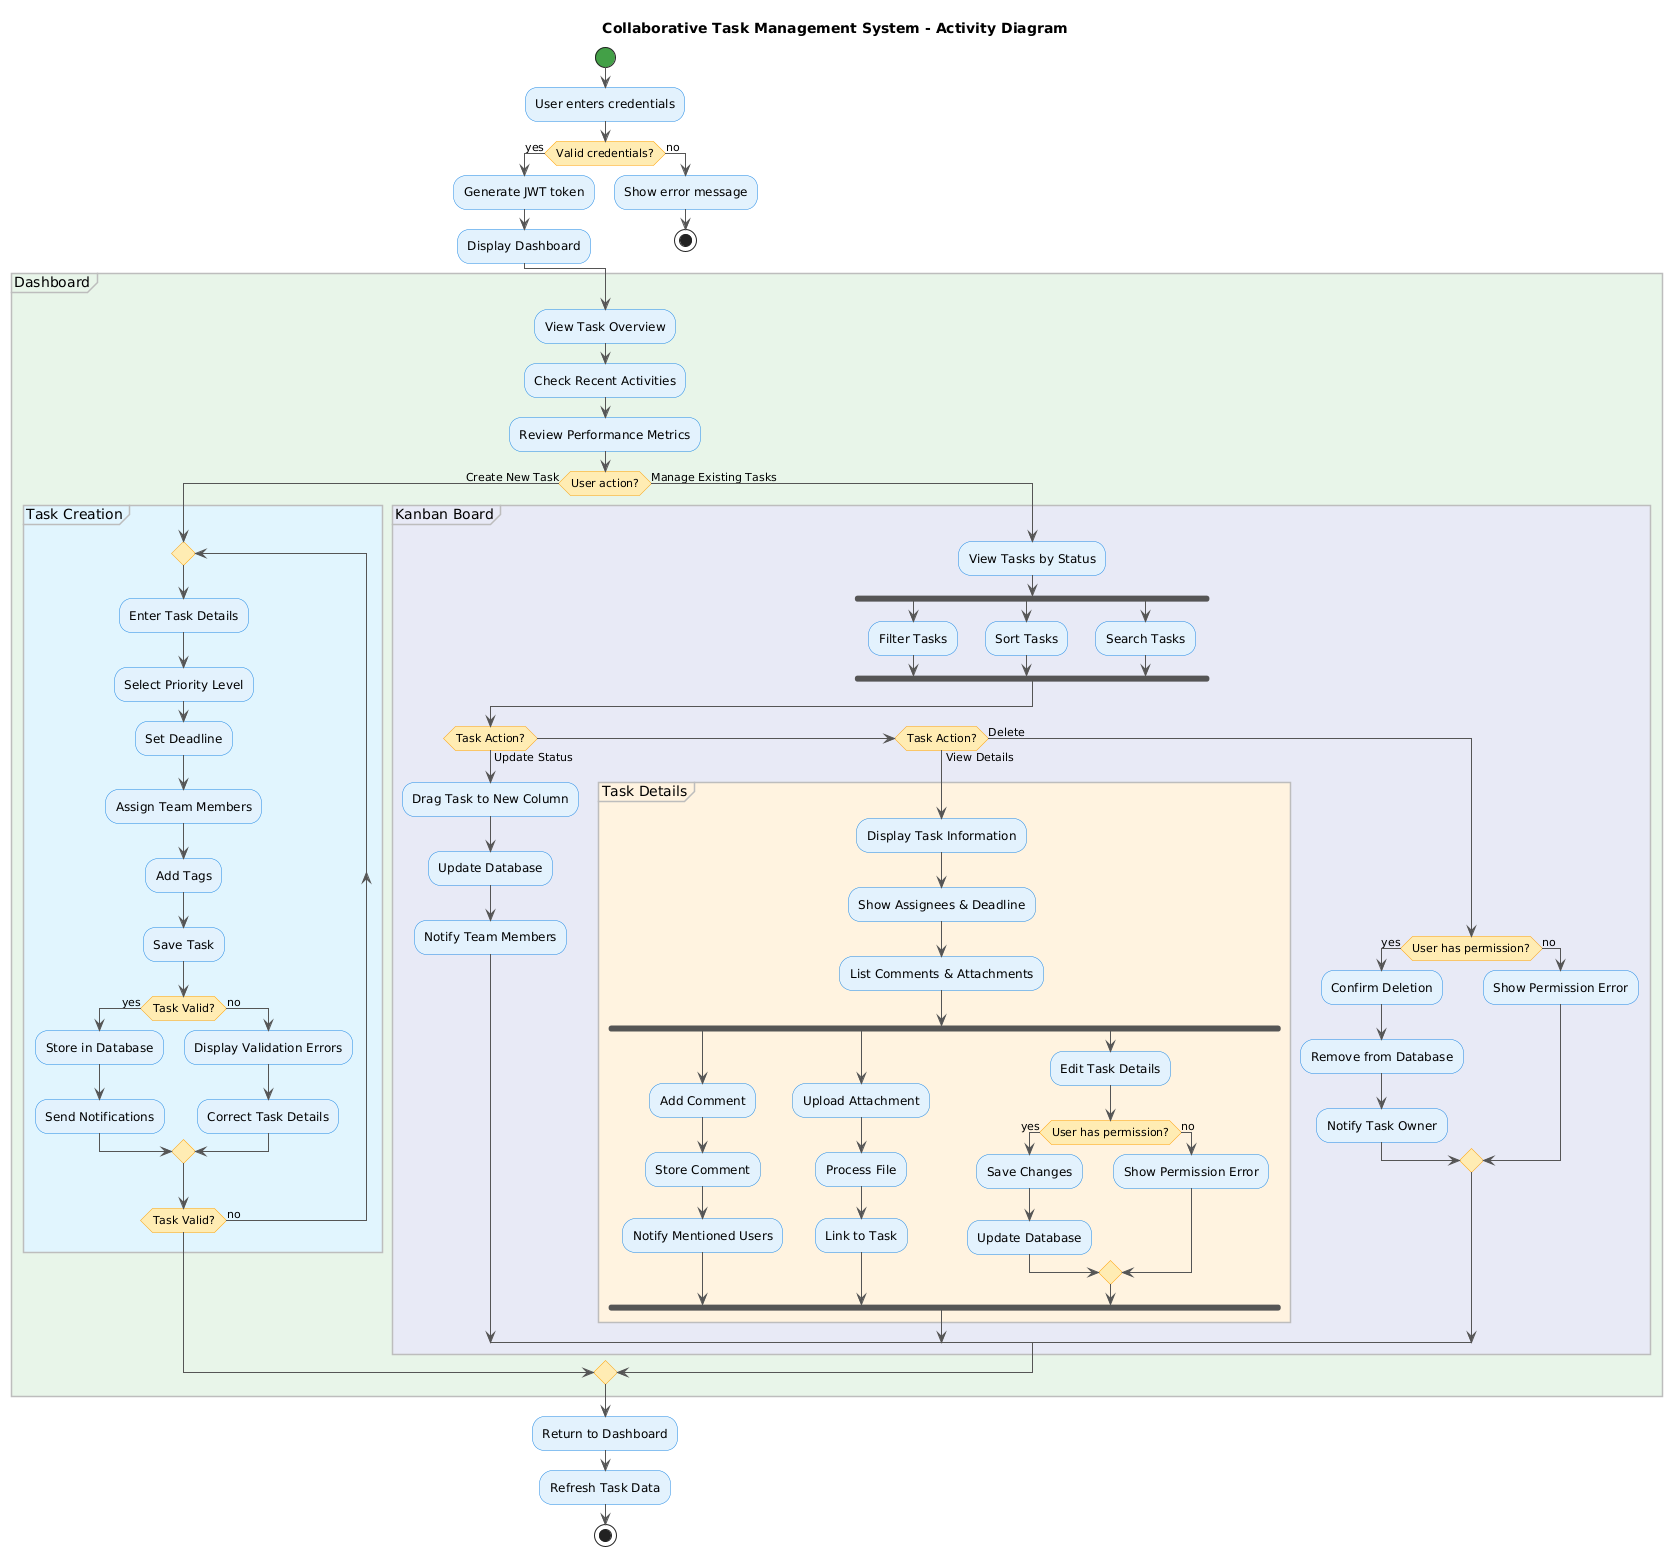 Collaborative Task Management System - Activity Diagram
User enters credentials
yes
Valid credentials?
no
Generate JWT token
Show error message
Display Dashboard
Dashboard
View Task Overview
Check Recent Activities
Review Performance Metrics
Create New Task
User action?
Manage Existing Tasks
Task Creation
Enter Task Details
Select Priority Level
Set Deadline
Assign Team Members
Add Tags
Save Task
yes
Task Valid?
no
Store in Database
Display Validation Errors
Send Notifications
Correct Task Details
Task Valid?
no
Kanban Board
View Tasks by Status
Filter Tasks
Sort Tasks
Search Tasks
Task Action?
Update Status
Drag Task to New Column
Update Database
Notify Team Members
Task Action?
Delete
View Details
Task Details
Display Task Information
Show Assignees & Deadline
List Comments & Attachments
Add Comment
Store Comment
Notify Mentioned Users
Upload Attachment
Process File
Link to Task
Edit Task Details
yes
User has permission?
no
Save Changes
Show Permission Error
Update Database
yes
User has permission?
no
Confirm Deletion
Show Permission Error
Remove from Database
Notify Task Owner
Return to Dashboard
Refresh Task Data